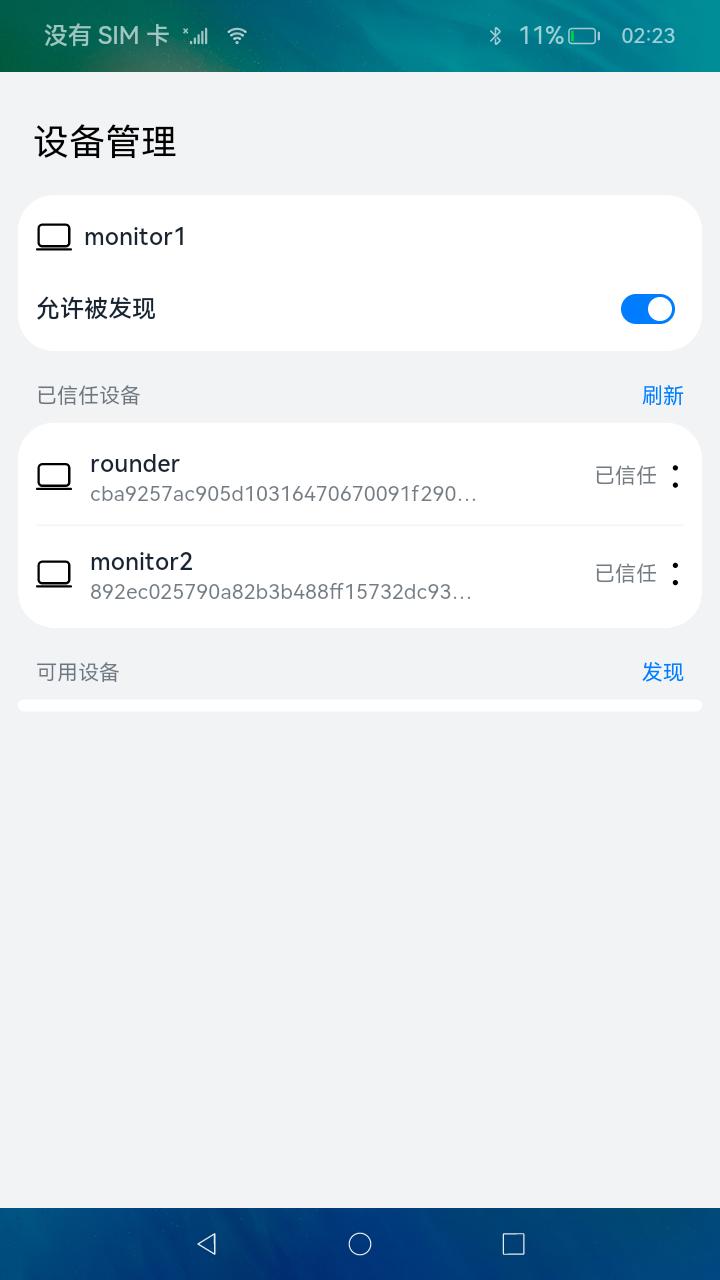 没有 SIM 卡 11% 02:23
设备管理
monitor1
允许被发现
已信任设备 刷新
rounder
cba9257ac905d10316470670091f290...
已信任
monitor2
892ec025790a82b3b488ff15732dc93...
已信任
可用设备 发现